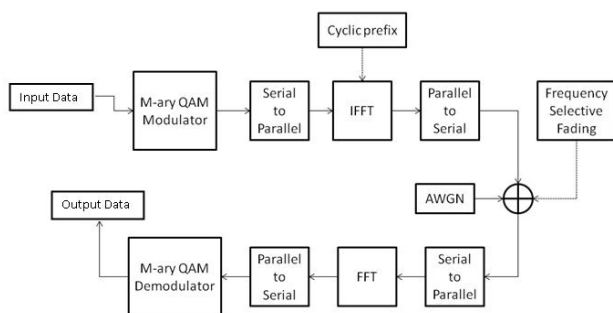 Cyclic prefix
Input Data
M-ary QAM
Modulator
Serial
to
Parallel
IFFT
Parallel
to
Serial
Frequency
Selective
Fading
AWGN
Output Data
M-ary QAM
Demodulator
Parallel
to
Serial
FFT
Serial
to
Parallel